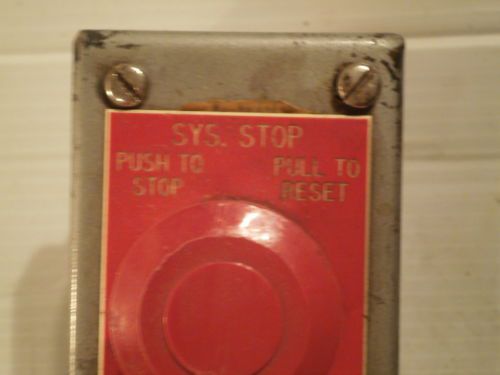 SYS. STOP
PUSH TO STOP
PULL TO RESET